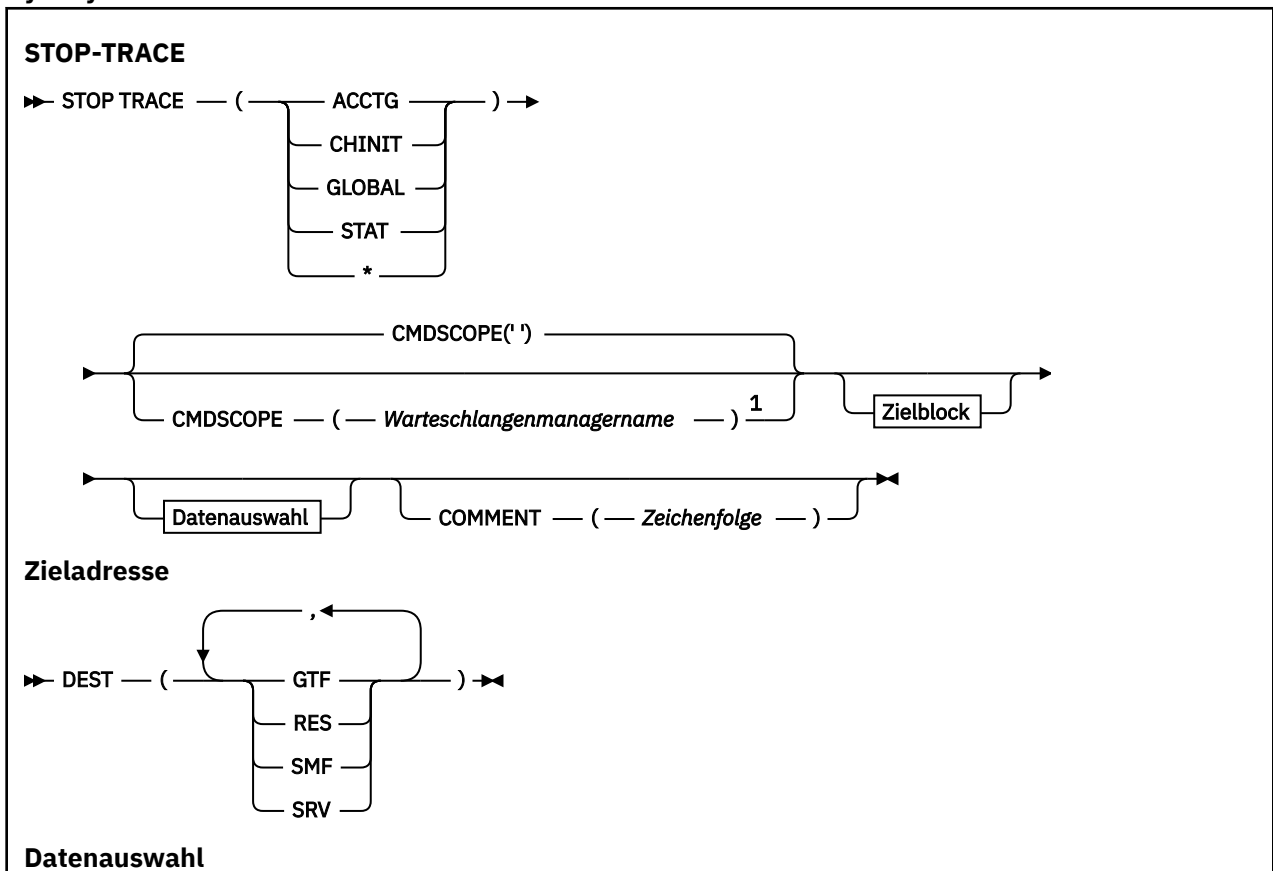 STOP-TRACE
STOP TRACE ( ACCTG )
CHINIT
GLOBAL
STAT
*
CMDSCOPE(' ')
CMDSCOPE ( Warteschlangenmanagername ) 1
Zielblock
Datenauswahl
COMMENT ( Zeichenfolge )
Zieladresse
,
DEST ( GTF )
RES
SMF
SRV
Datenauswahl